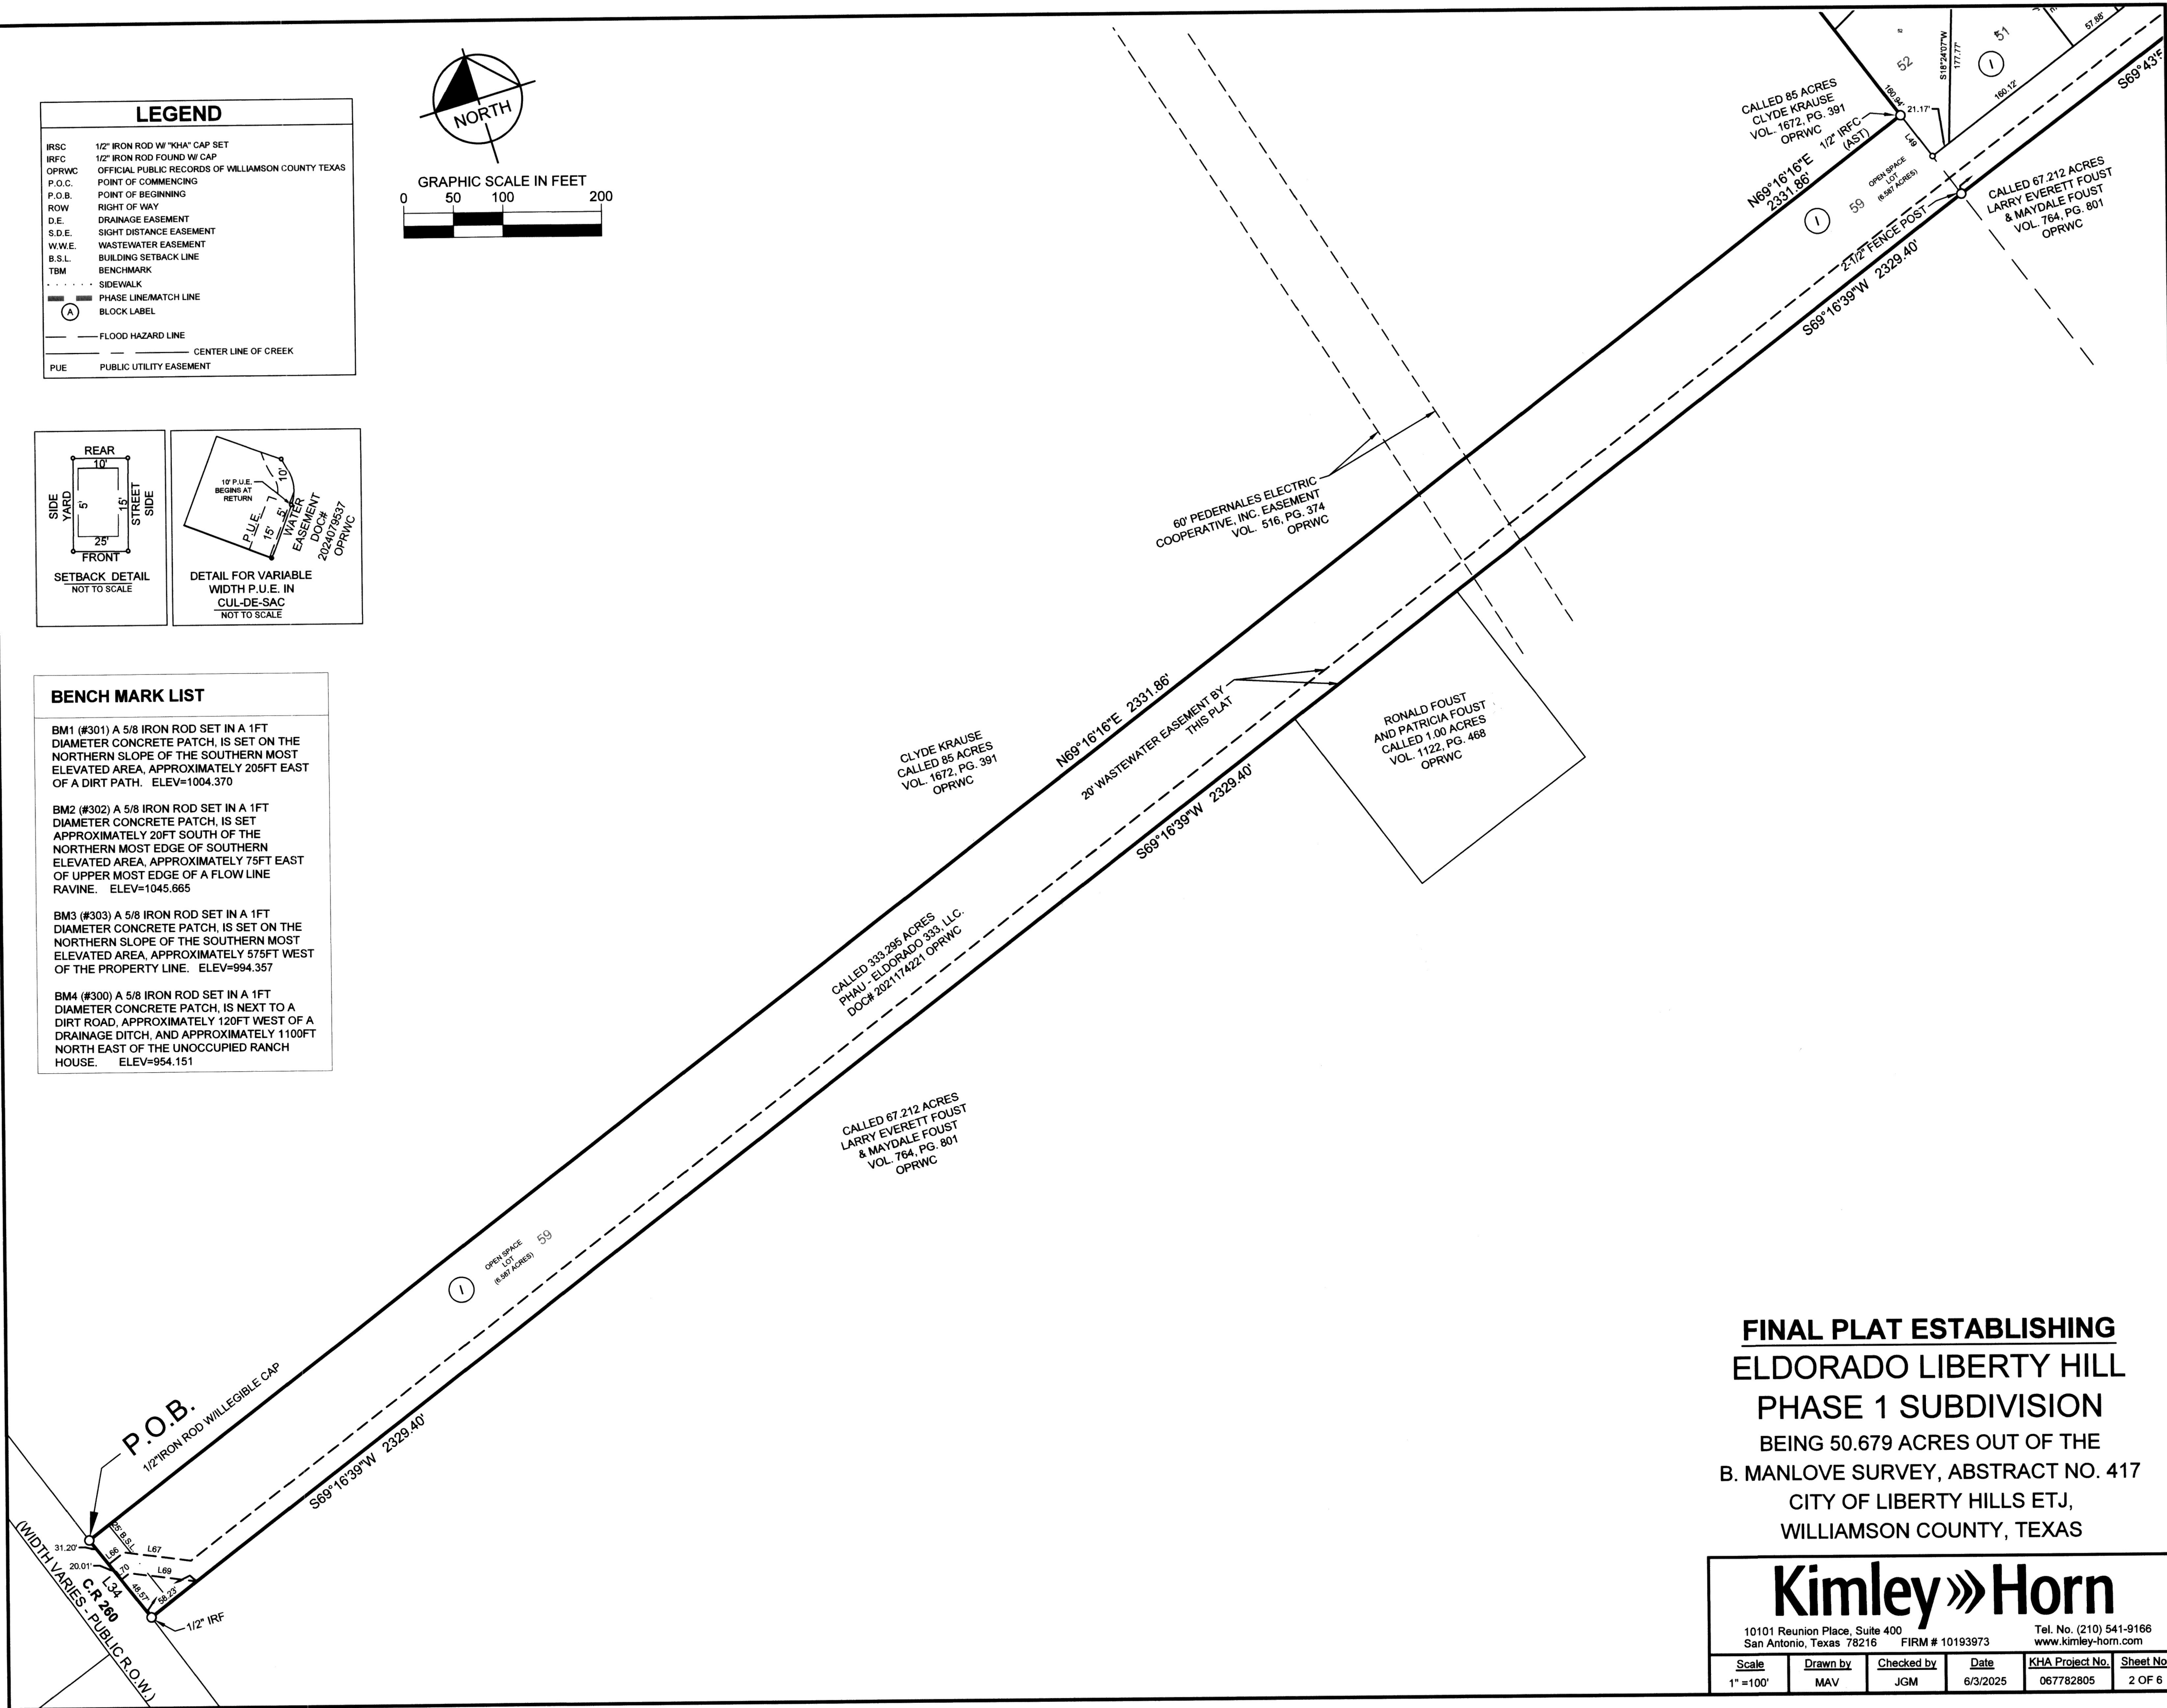 LEGEND
IRSC 1/2" IRON ROD W/ "KHA" CAP SET
IRFC 1/2" IRON ROD FOUND W/ CAP
OPRWC OFFICIAL PUBLIC RECORDS OF WILLIAMSON COUNTY TEXAS
P.O.C. POINT OF COMMENCING
P.O.B. POINT OF BEGINNING
ROW RIGHT OF WAY
D.E. DRAINAGE EASEMENT
S.D.E. SIGHT DISTANCE EASEMENT
W.W.E. WASTEWATER EASEMENT
B.S.L. BUILDING SETBACK LINE
TBM BENCHMARK
SIDEWALK
PHASE LINE/MATCH LINE
A BLOCK LABEL
FLOOD HAZARD LINE
CENTER LINE OF CREEK
PUE PUBLIC UTILITY EASEMENT
NORTH
GRAPHIC SCALE IN FEET
0 50 100 200
REAR
10'
SIDE
YARD
5'
15'
STREET
SIDE
25'
FRONT
SETBACK DETAIL
NOT TO SCALE
10' P.U.E.
BEGINS AT
RETURN
10'
P.U.E.
15'
5'
WATER
EASEMENT
DOC#
2024079537
OPRWC
DETAIL FOR VARIABLE
WIDTH P.U.E. IN
CUL-DE-SAC
NOT TO SCALE
BENCH MARK LIST
BM1 (#301) A 5/8 IRON ROD SET IN A 1FT
DIAMETER CONCRETE PATCH, IS SET ON THE
NORTHERN SLOPE OF THE SOUTHERN MOST
ELEVATED AREA, APPROXIMATELY 205FT EAST
OF A DIRT PATH. ELEV=1004.370
BM2 (#302) A 5/8 IRON ROD SET IN A 1FT
DIAMETER CONCRETE PATCH, IS SET
APPROXIMATELY 20FT SOUTH OF THE
NORTHERN MOST EDGE OF SOUTHERN
ELEVATED AREA, APPROXIMATELY 75FT EAST
OF UPPER MOST EDGE OF A FLOW LINE
RAVINE. ELEV=1045.665
BM3 (#303) A 5/8 IRON ROD SET IN A 1FT
DIAMETER CONCRETE PATCH, IS SET ON THE
NORTHERN SLOPE OF THE SOUTHERN MOST
ELEVATED AREA, APPROXIMATELY 575FT WEST
OF THE PROPERTY LINE. ELEV=994.357
BM4 (#300) A 5/8 IRON ROD SET IN A 1FT
DIAMETER CONCRETE PATCH, IS NEXT TO A
DIRT ROAD, APPROXIMATELY 120FT WEST OF A
DRAINAGE DITCH, AND APPROXIMATELY 1100FT
NORTH EAST OF THE UNOCCUPIED RANCH
HOUSE. ELEV=954.151
52
S18°24'07"W
177.77'
51
I
57.88'
160.12'
S69°43'
CALLED 85 ACRES
CLYDE KRAUSE
VOL. 1672, PG. 391
OPRWC
1/2" IRFC
(AST)
160.94'
21.17'
L49
N69°16'16"E
2331.86'
I
59
OPEN SPACE
LOT
(6.587 ACRES)
CALLED 67.212 ACRES
LARRY EVERETT FOUST
& MAYDALE FOUST
VOL. 764, PG. 801
OPRWC
2-1/2" FENCE POST
S69°16'39"W 2329.40'
60' PEDERNALES ELECTRIC
COOPERATIVE, INC. EASEMENT
VOL. 516, PG. 374
OPRWC
N69°16'16"E 2331.86'
20' WASTEWATER EASEMENT BY
THIS PLAT
CLYDE KRAUSE
CALLED 85 ACRES
VOL. 1672, PG. 391
OPRWC
RONALD FOUST
AND PATRICIA FOUST
CALLED 1.00 ACRES
VOL. 1122, PG. 468
OPRWC
S69°16'39"W 2329.40'
CALLED 333.295 ACRES
PHAU - ELDORADO 333, LLC.
DOC# 2021174221 OPRWC
CALLED 67.212 ACRES
LARRY EVERETT FOUST
& MAYDALE FOUST
VOL. 764, PG. 801
OPRWC
I
OPEN SPACE
LOT
(6.587 ACRES)
59
P.O.B.
1/2"IRON ROD W/ILLEGIBLE CAP
S69°16'39"W 2329.40'
25' B.S.L.
31.20'
L66
L67
20.01'
L69
L34
48.57'
58.23'
C.R 260
(WIDTH VARIES - PUBLIC R.O.W.)
1/2" IRF
FINAL PLAT ESTABLISHING
ELDORADO LIBERTY HILL
PHASE 1 SUBDIVISION
BEING 50.679 ACRES OUT OF THE
B. MANLOVE SURVEY, ABSTRACT NO. 417
CITY OF LIBERTY HILLS ETJ,
WILLIAMSON COUNTY, TEXAS
Kimley»Horn
10101 Reunion Place, Suite 400
San Antonio, Texas 78216 FIRM # 10193973
Tel. No. (210) 541-9166
www.kimley-horn.com
Scale Drawn by Checked by Date KHA Project No. Sheet No
1" =100' MAV JGM 6/3/2025 067782805 2 OF 6